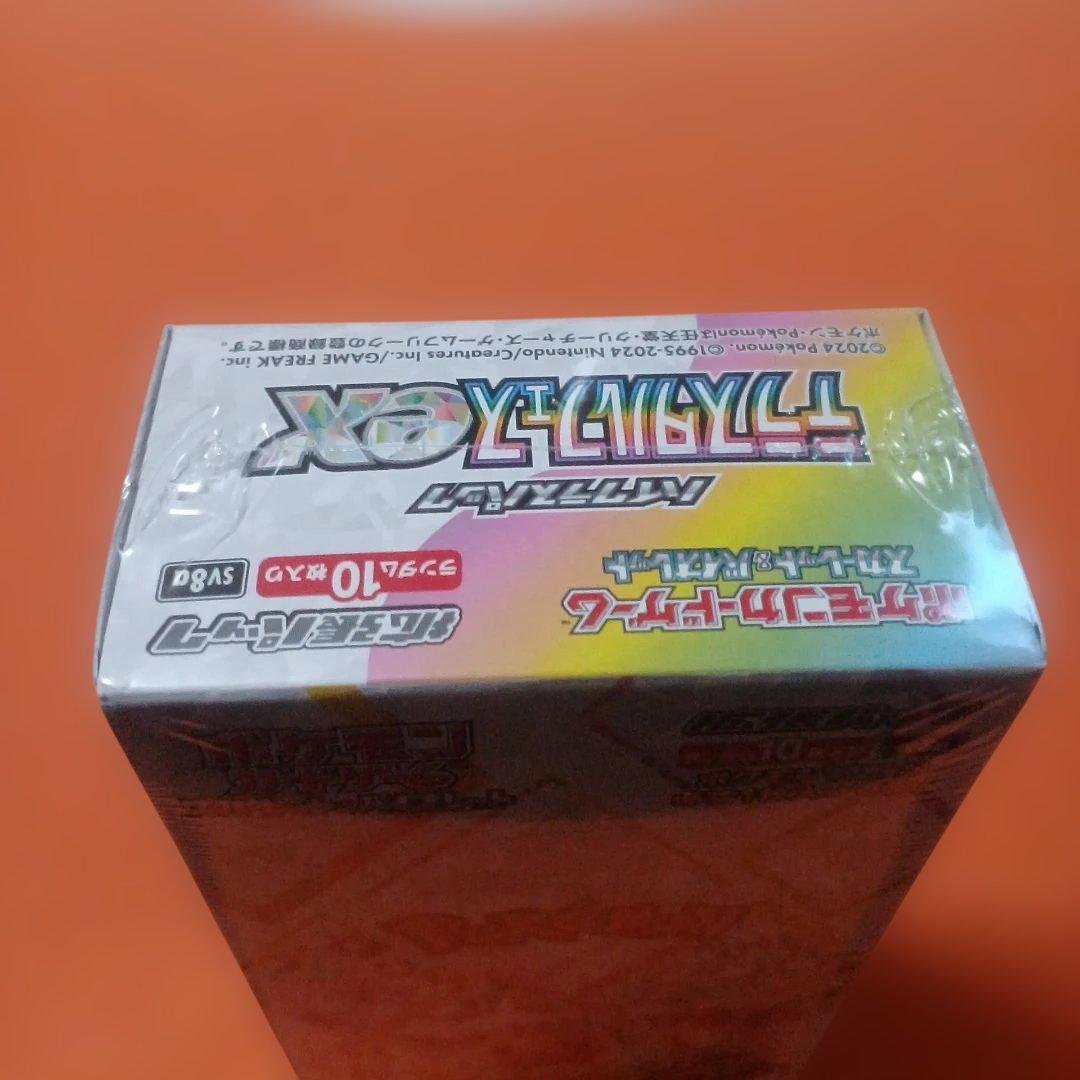 ポケモンカードゲーム
スカーレット&バイオレット
拡張パック
ランダム10枚入り
SV8a
ハイクラスパック
テラスタルフェスex
©2024 Pokémon. ©1995-2024 Nintendo/Creatures Inc./GAME FREAK inc.
ポケモン・Pokémonは任天堂・クリーチャーズ・ゲームフリークの登録商標です。